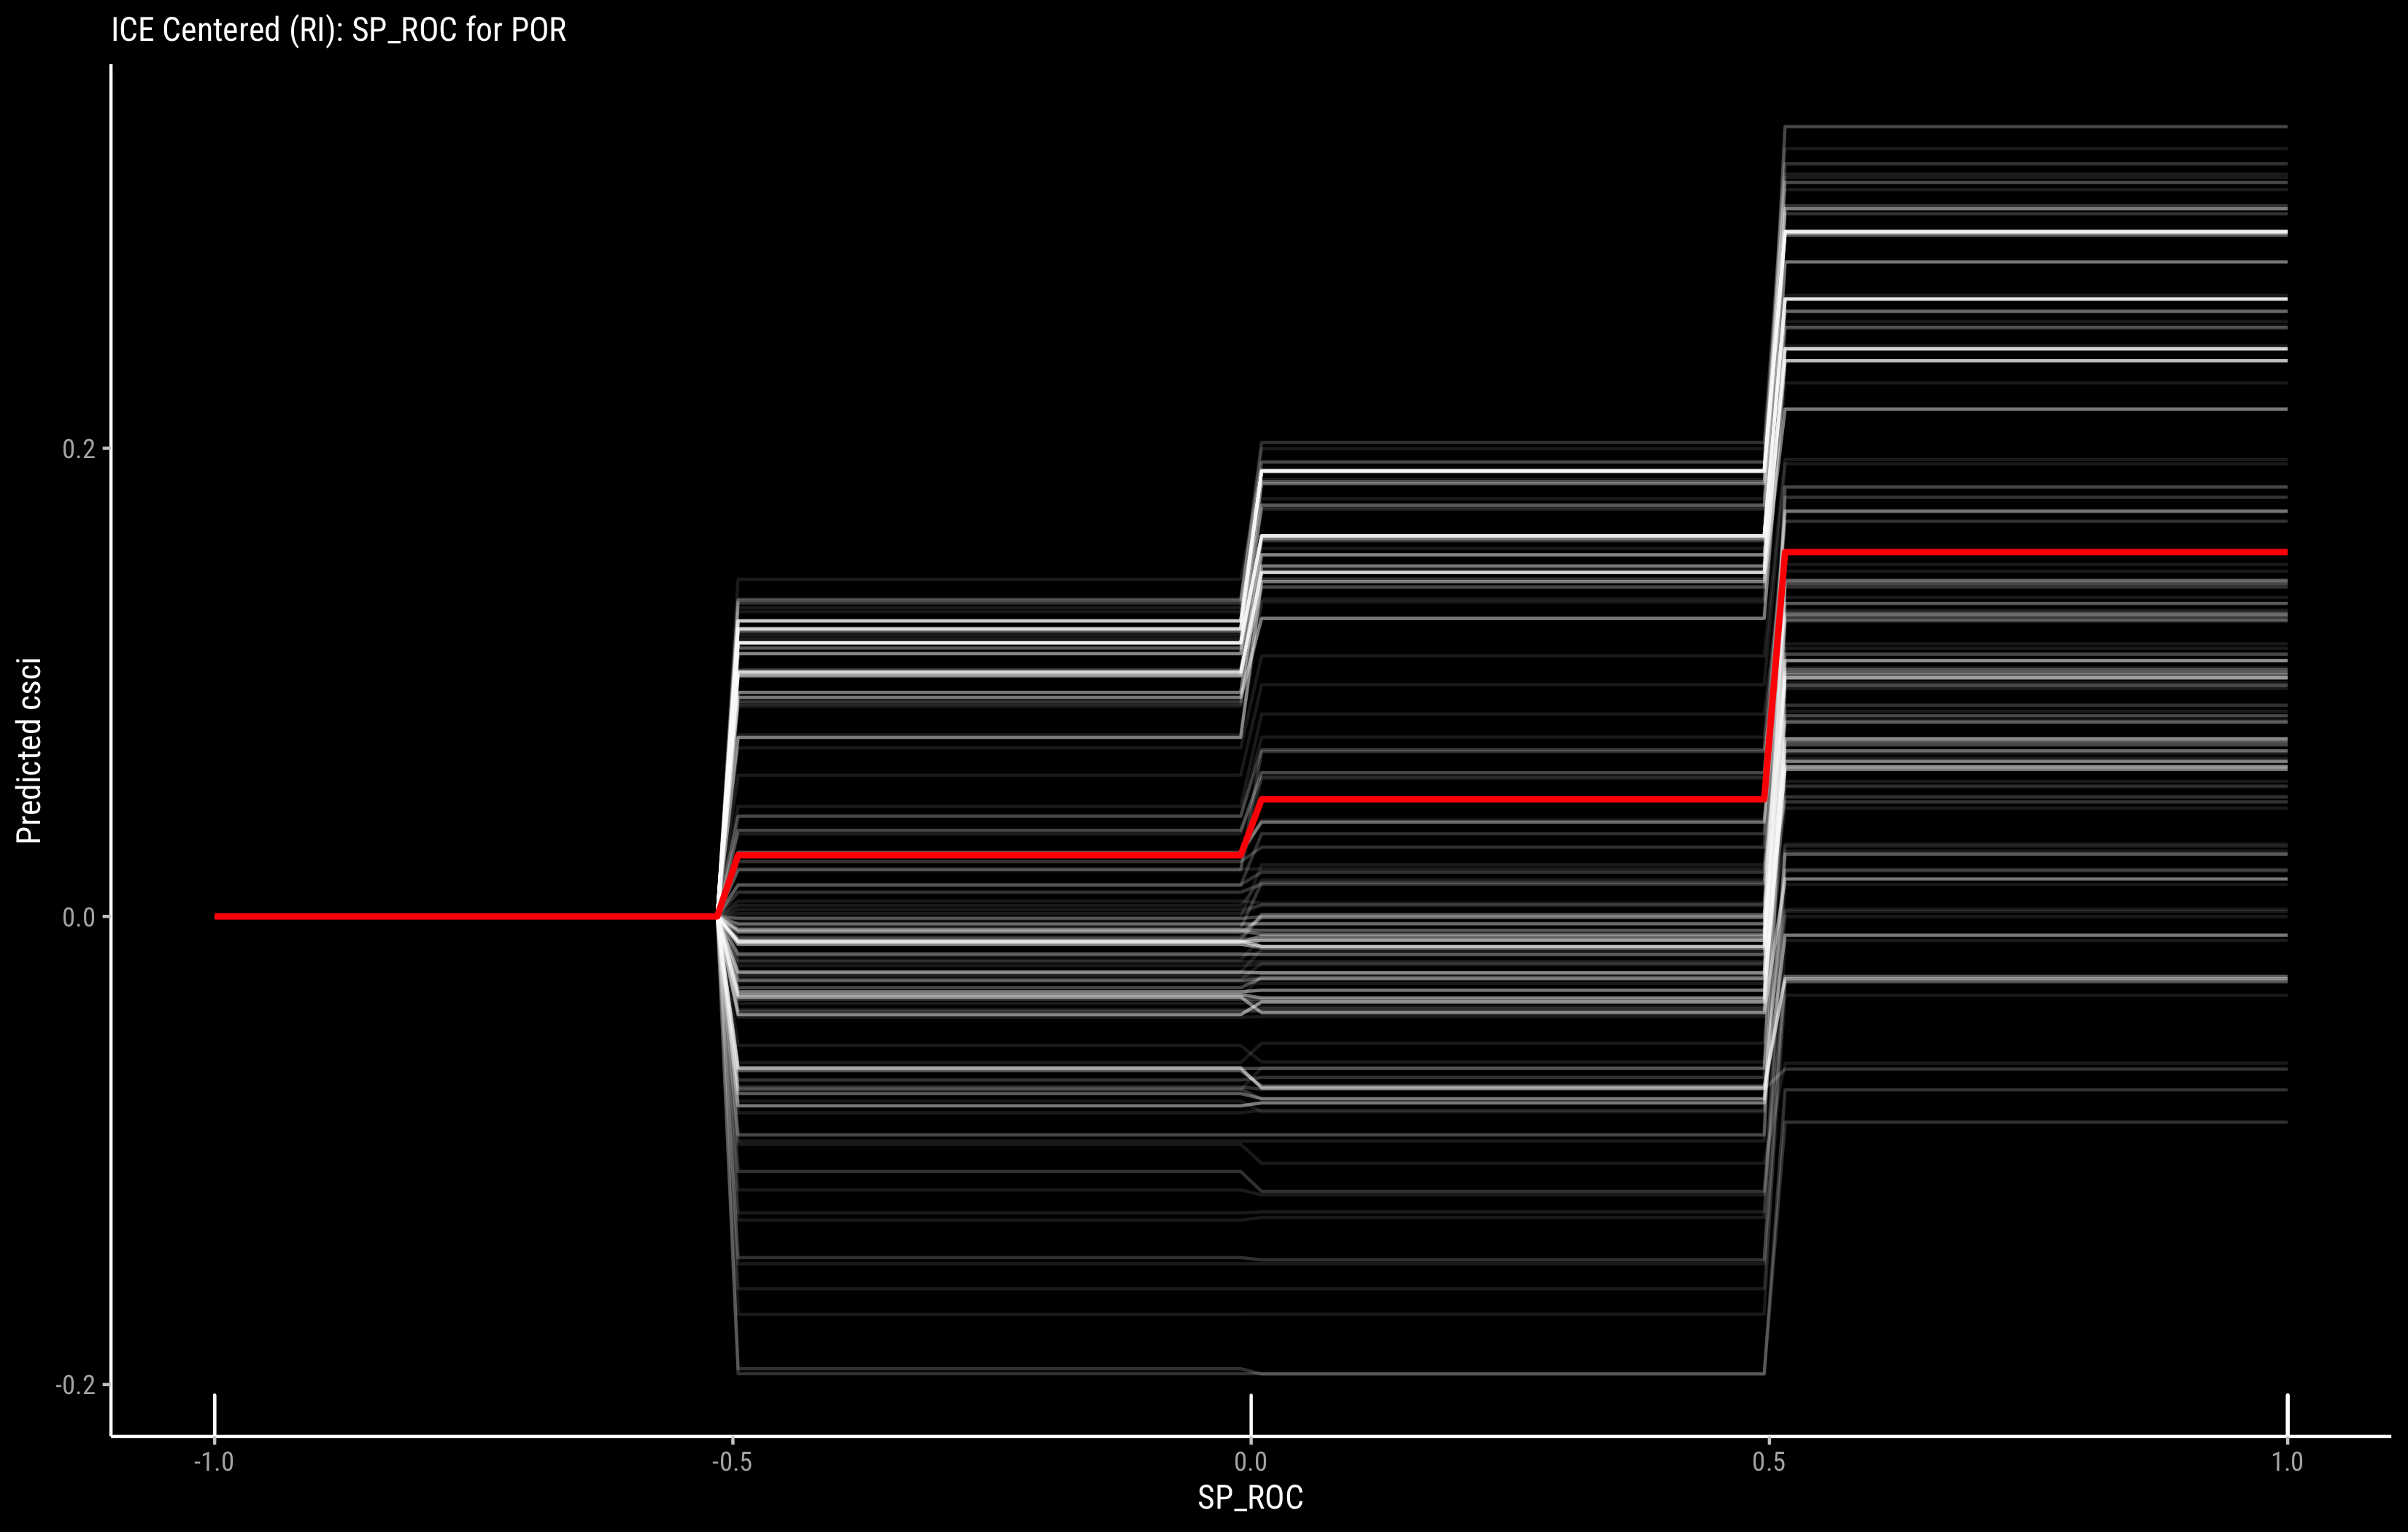 ICE Centered (RI): SP_ROC for POR
Predicted csci
0.2
0.0
-0.2
-1.0 -0.5 0.0 0.5 1.0
SP_ROC